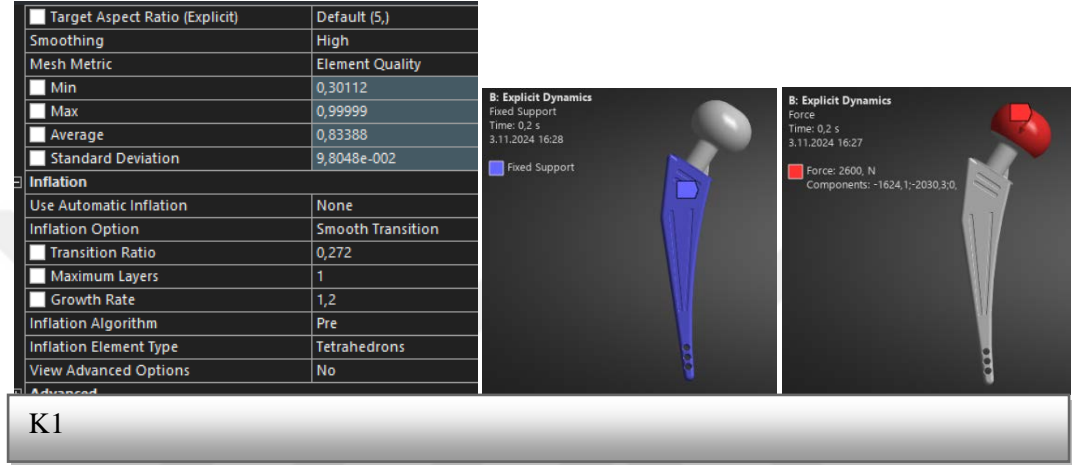 Target Aspect Ratio (Explicit) Default (5,)
Smoothing High
Mesh Metric Element Quality
Min 0,30112
Max 0,99999
Average 0,83388
Standard Deviation 9,8048e-002
Inflation
Use Automatic Inflation None
Inflation Option Smooth Transition
Transition Ratio 0,272
Maximum Layers 1
Growth Rate 1,2
Inflation Algorithm Pre
Inflation Element Type Tetrahedrons
View Advanced Options No
Advanced
B: Explicit Dynamics
Fixed Support
Time: 0,2 s
3.11.2024 16:28
Fixed Support
B: Explicit Dynamics
Force
Time: 0,2 s
3.11.2024 16:27
Force: 2600, N
Components: -1624,1;-2030,3;0,
K1